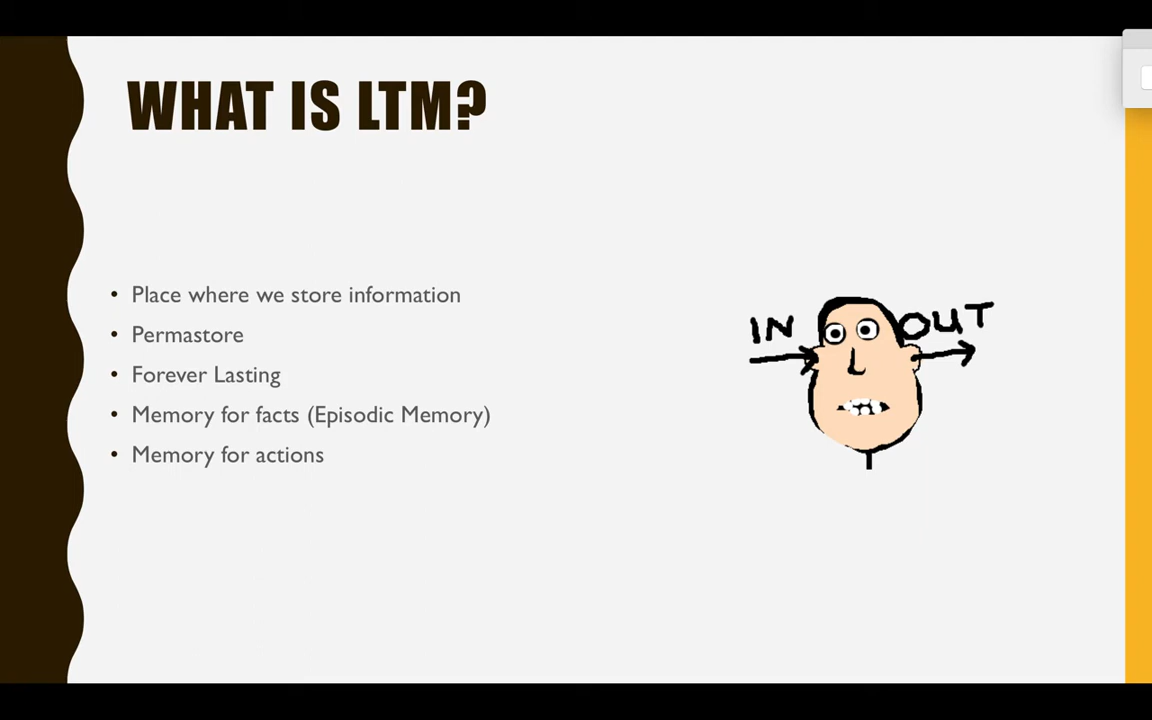 WHAT IS LTM?
• Place where we store information
• Permastore
• Forever Lasting
• Memory for facts (Episodic Memory)
• Memory for actions
IN
OUT